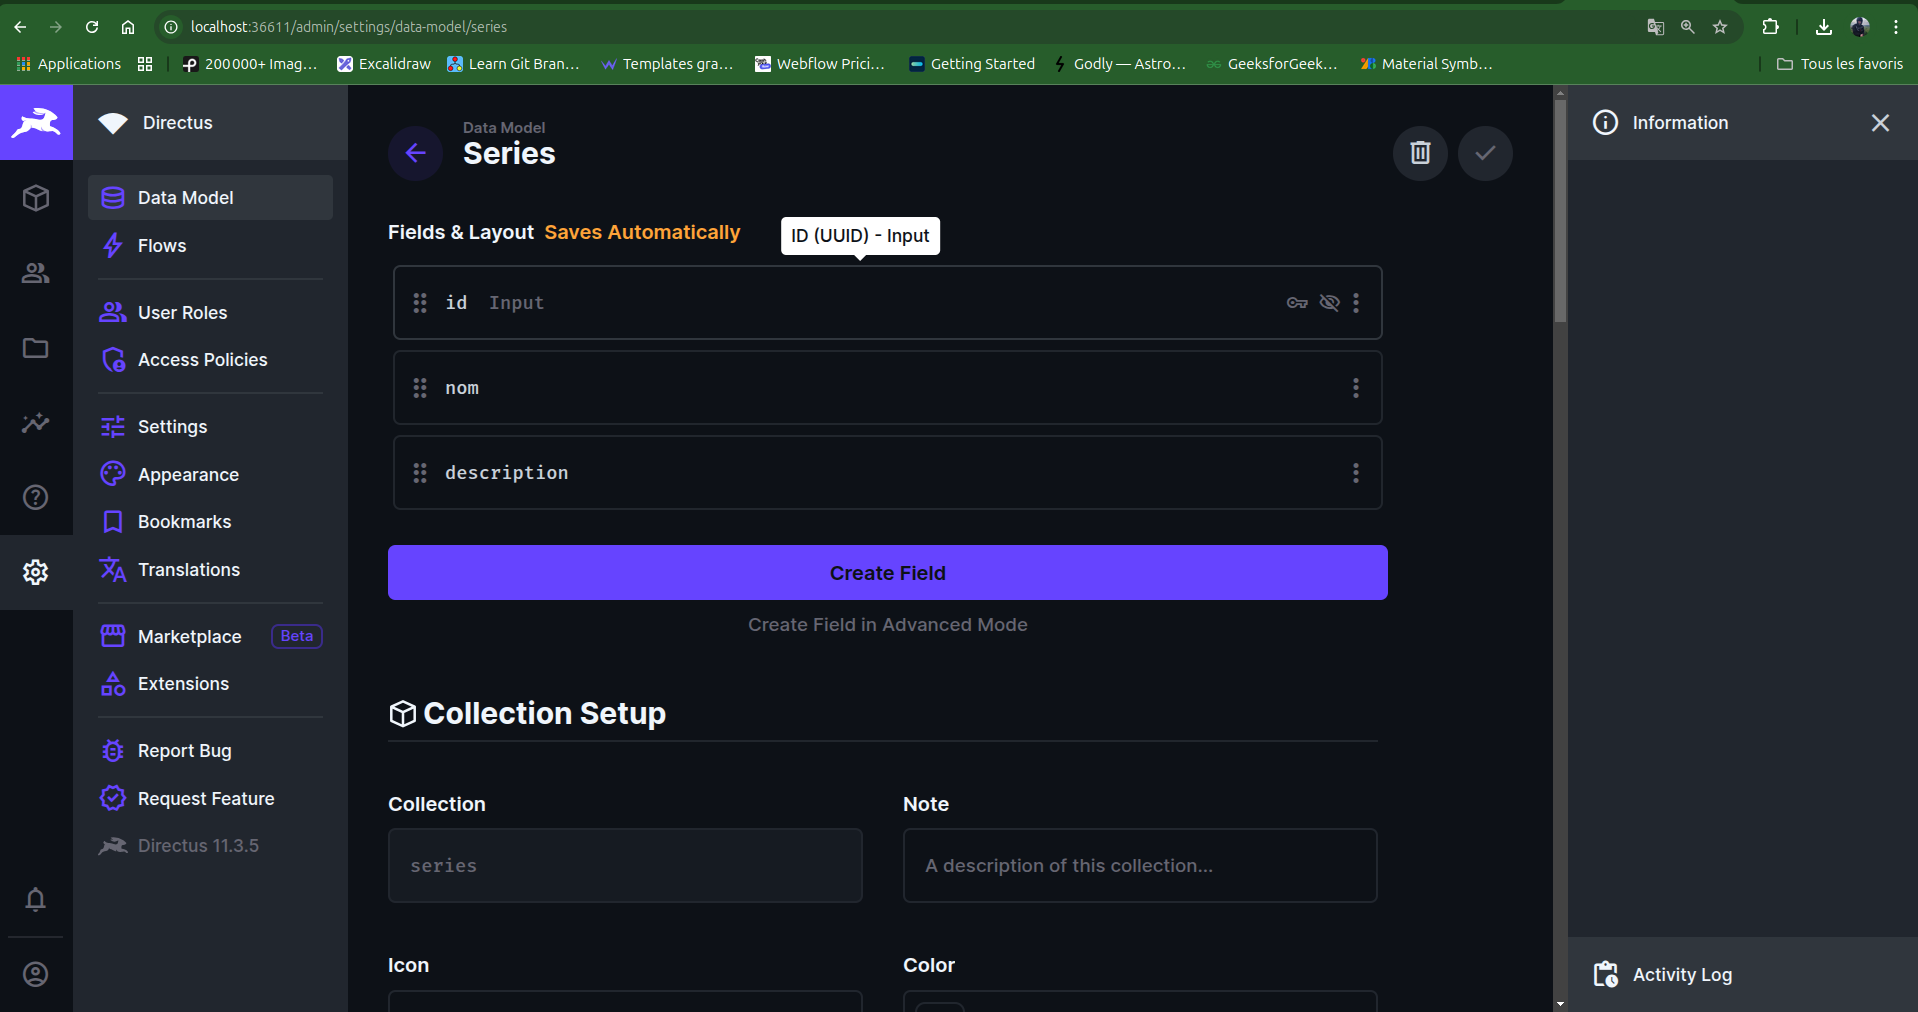 localhost:36611/admin/settings/data-model/series
Applications
200 000+ Imag...
Excalidraw
Learn Git Bran...
Templates gra...
Webflow Prici...
Getting Started
Godly — Astro...
GeeksforGeek...
Material Symb...
Tous les favoris
Directus
Data Model
Flows
User Roles
Access Policies
Settings
Appearance
Bookmarks
Translations
Marketplace Beta
Extensions
Report Bug
Request Feature
Directus 11.3.5
Data Model
Series
Fields & Layout Saves Automatically
ID (UUID) - Input
id Input
nom
description
Create Field
Create Field in Advanced Mode
Collection Setup
Collection
series
Note
A description of this collection...
Icon
Color
Information
Activity Log